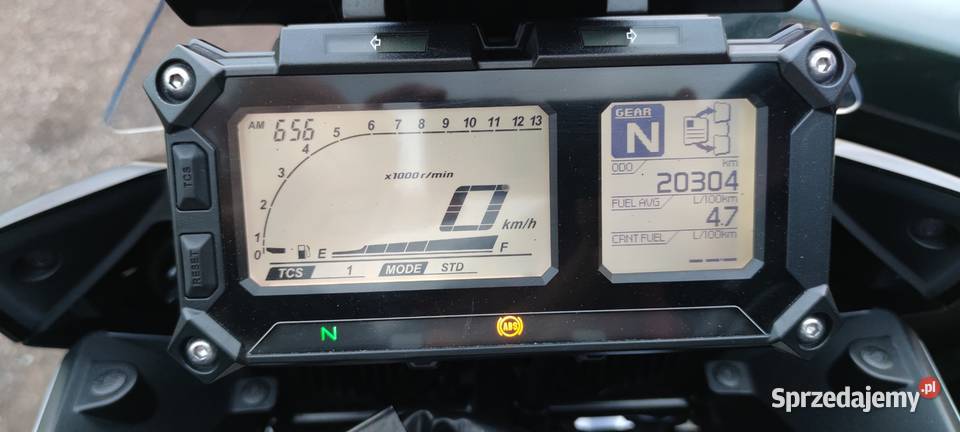 AM 6:56
0 1 2 3 4 5 6 7 8 9 10 11 12 13
x1000 r/min
0 km/h
E F
TCS 1 MODE STD
TCS
RESET
GEAR
N
ODO km
20304
FUEL AVG L/100km
4.7
CRNT FUEL L/100km
---
N ABS
Sprzedajemy.pl